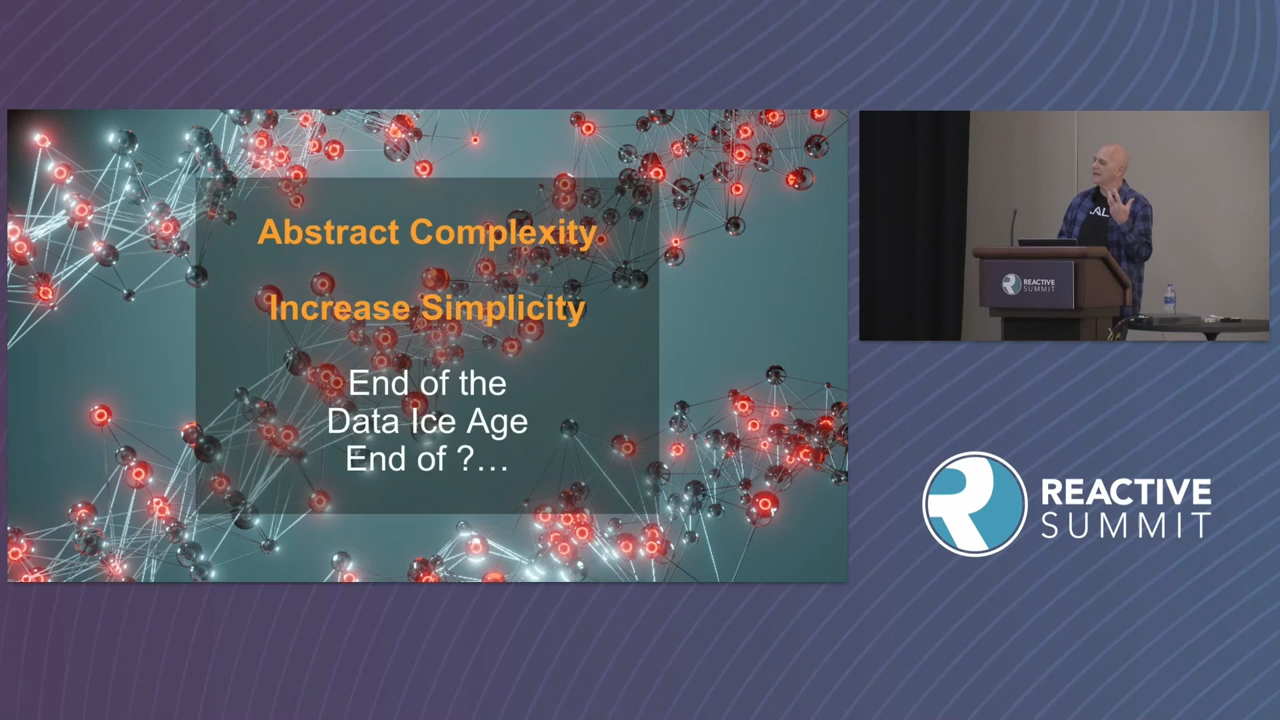 Abstract Complexity
Increase Simplicity
End of the
Data Ice Age
End of ?…
REACTIVE
SUMMIT
REACTIVE
SUMMIT